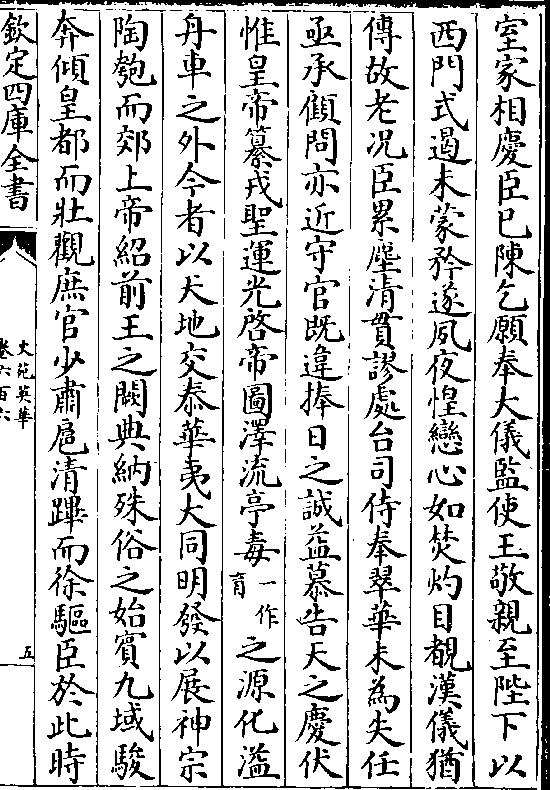 室家相慶臣已陳乞願奉大儀監使王敬親至陛下以
西門式遏未蒙矜遂夙夜惶戀心如焚灼目覩漢儀猶
傳故老况臣累塵清貫謬處台司侍奉翠華未為失任
亟承顧問亦近守官既違捧日之誠益慕告天之慶伏
惟皇帝纂戎聖運光啓帝圖澤流亭毒一作育之源化溢
舟車之外今者以天地交泰華夷大同明發以展神宗
陶匏而郊上帝紹前王之闕典納殊俗之始賓九域駿
奔傾皇都而壯觀庶官少肅扈清蹕而徐驅臣於此時
欽定四庫全書
文苑英華
卷六百六
五